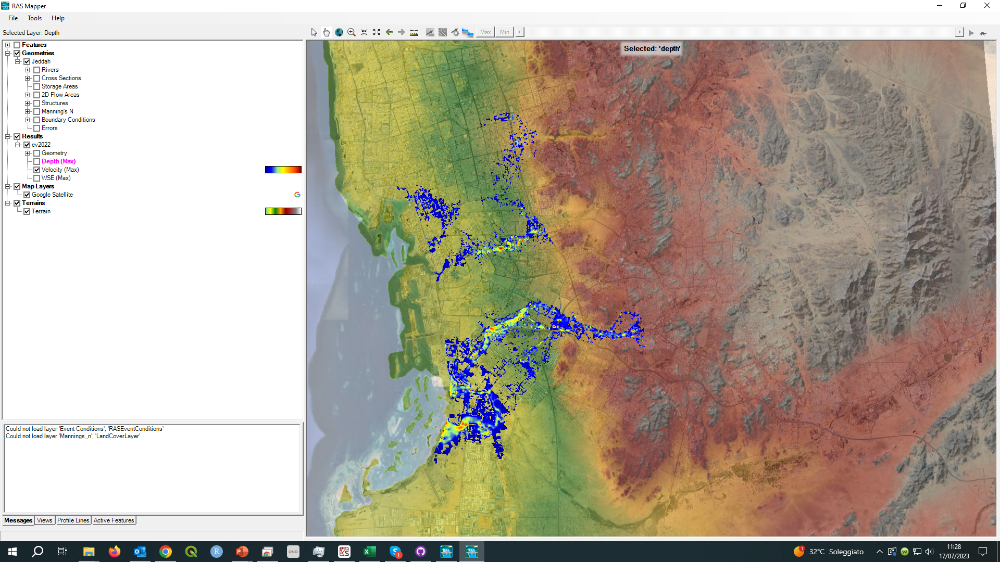 RAS Mapper
File Tools Help
Selected Layer: Depth
Max Min
Features
Geometries
Jeddah
Rivers
Cross Sections
Storage Areas
2D Flow Areas
Structures
Manning's N
Boundary Conditions
Errors
Results
ev2022
Geometry
Depth (Max)
Velocity (Max)
WSE (Max)
Map Layers
Google Satellite
Terrains
Terrain
Selected: 'depth'
Could not load layer 'Event Conditions', 'RASEventConditions'
Could not load layer 'Mannings_n', 'LandCoverLayer'
Messages Views Profile Lines Active Features
32°C Soleggiato
11:28
17/07/2023